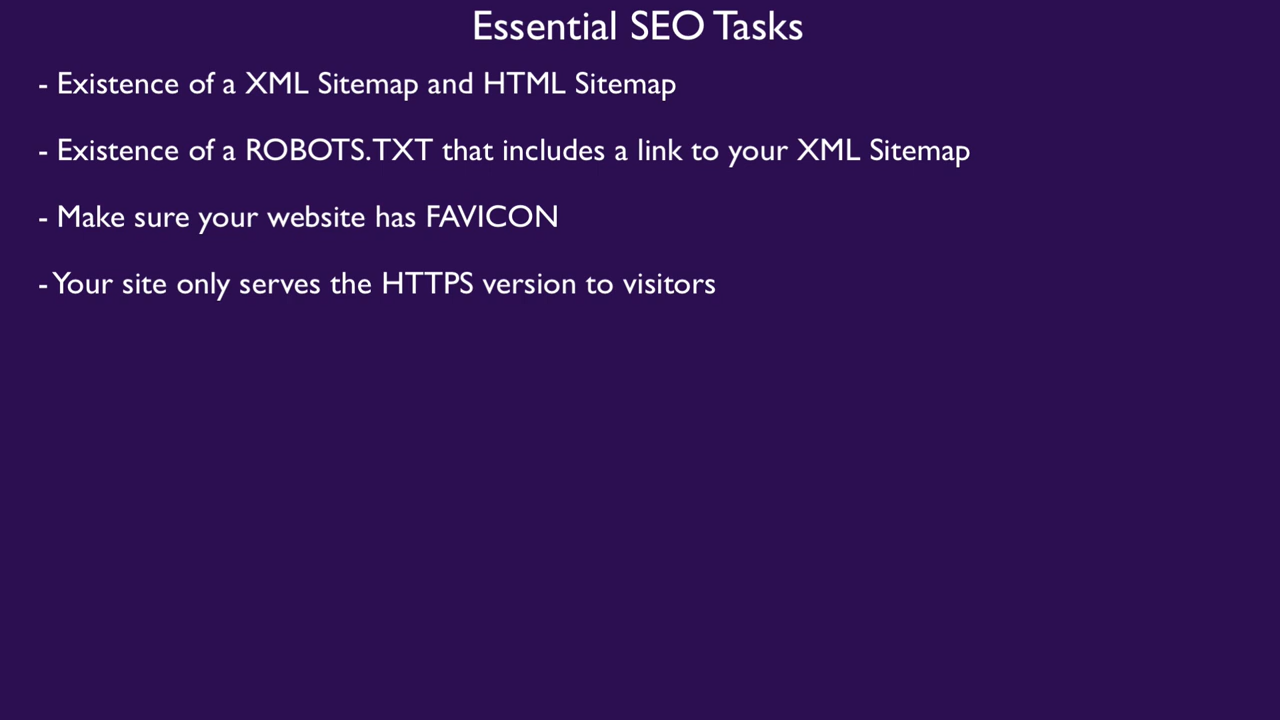 Essential SEO Tasks
- Existence of a XML Sitemap and HTML Sitemap
- Existence of a ROBOTS.TXT that includes a link to your XML Sitemap
- Make sure your website has FAVICON
- Your site only serves the HTTPS version to visitors